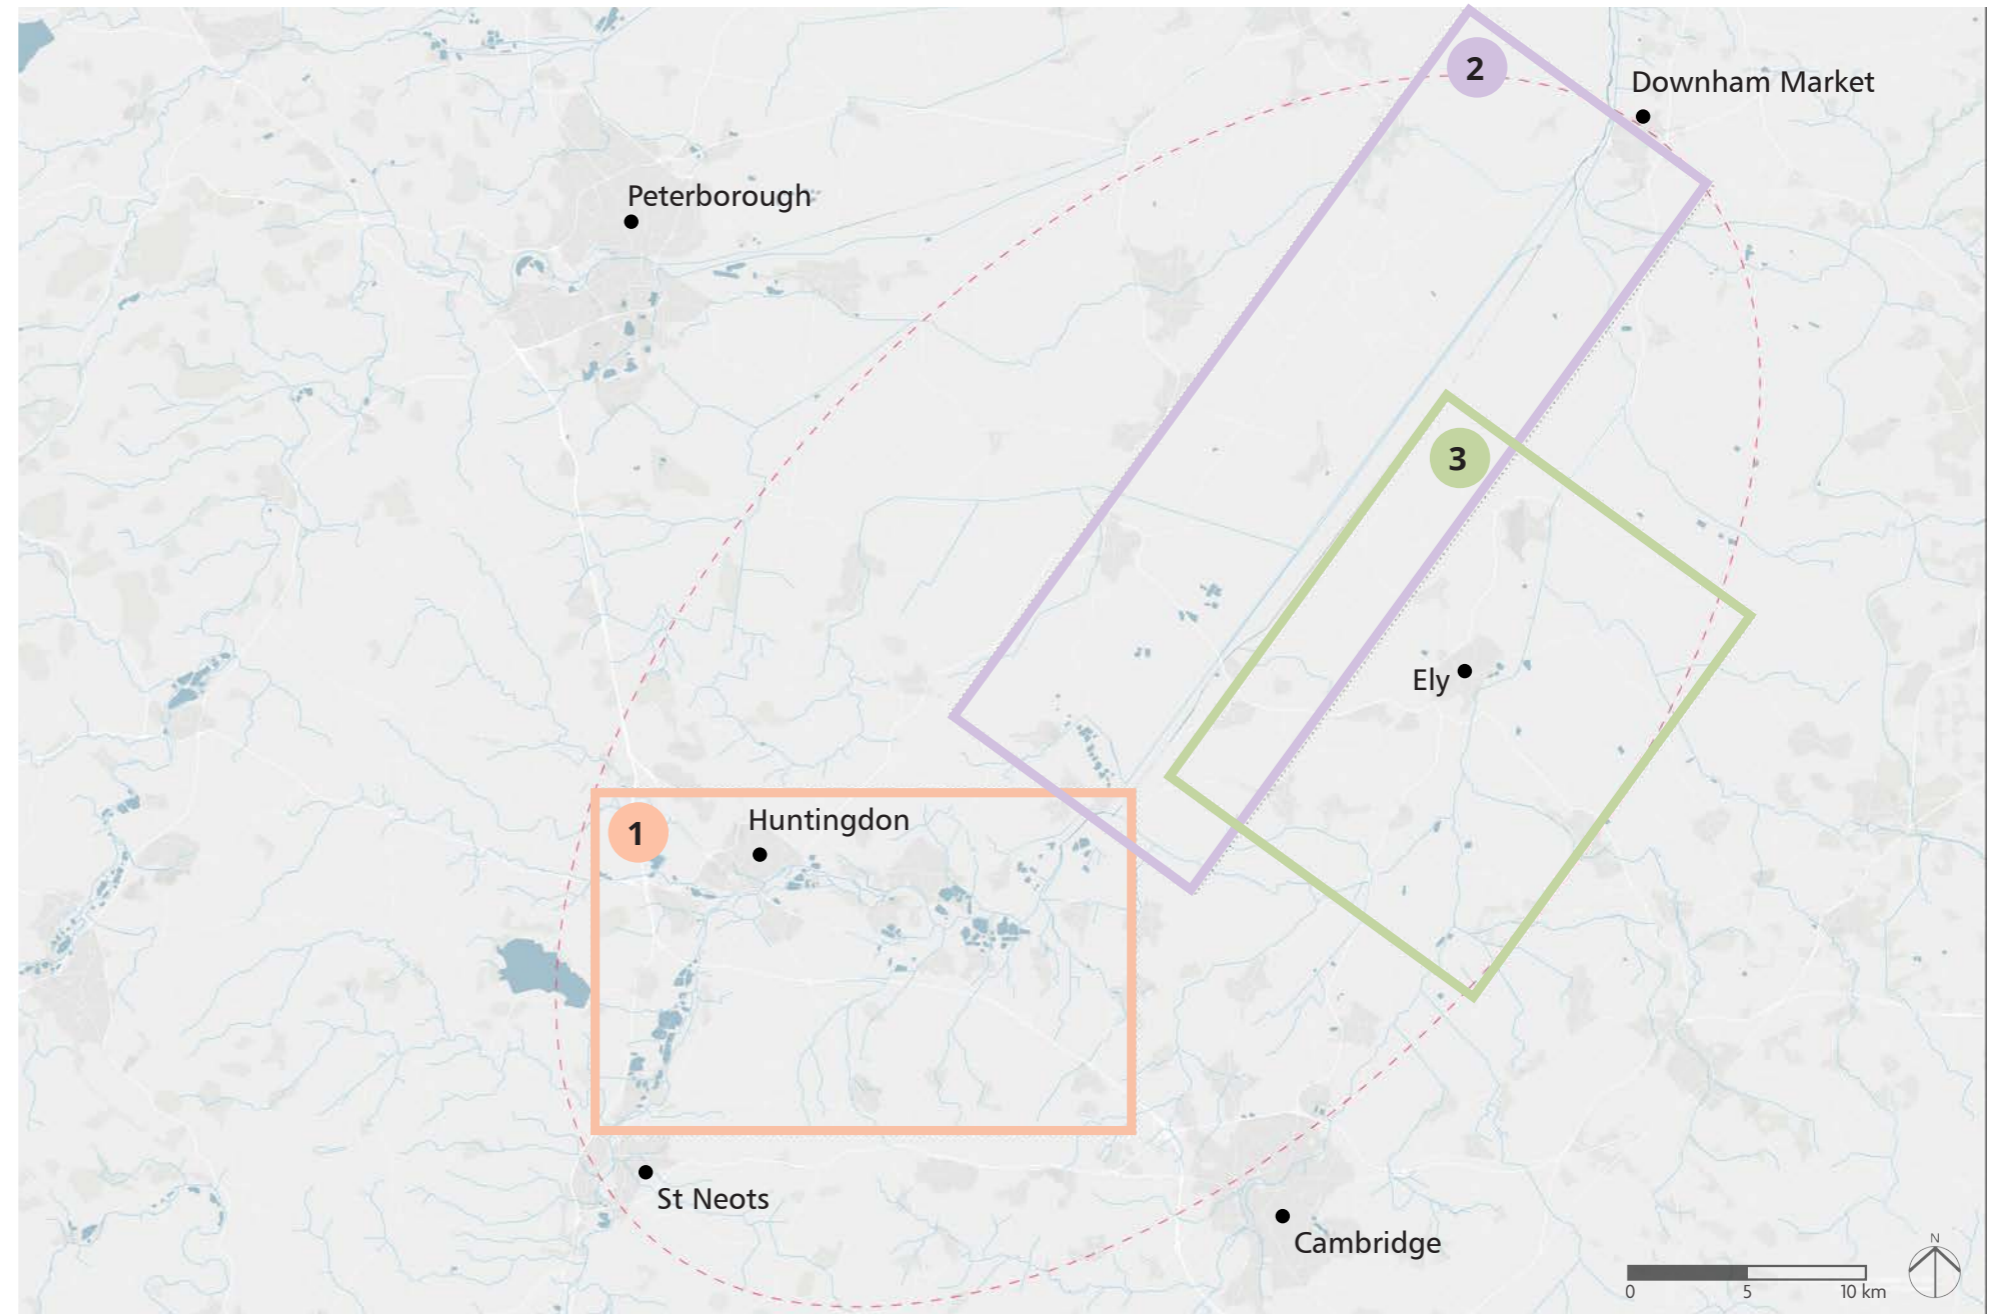 2
Downham Market
Peterborough
3
Ely
1
Huntingdon
St Neots
Cambridge
N
0 5 10 km